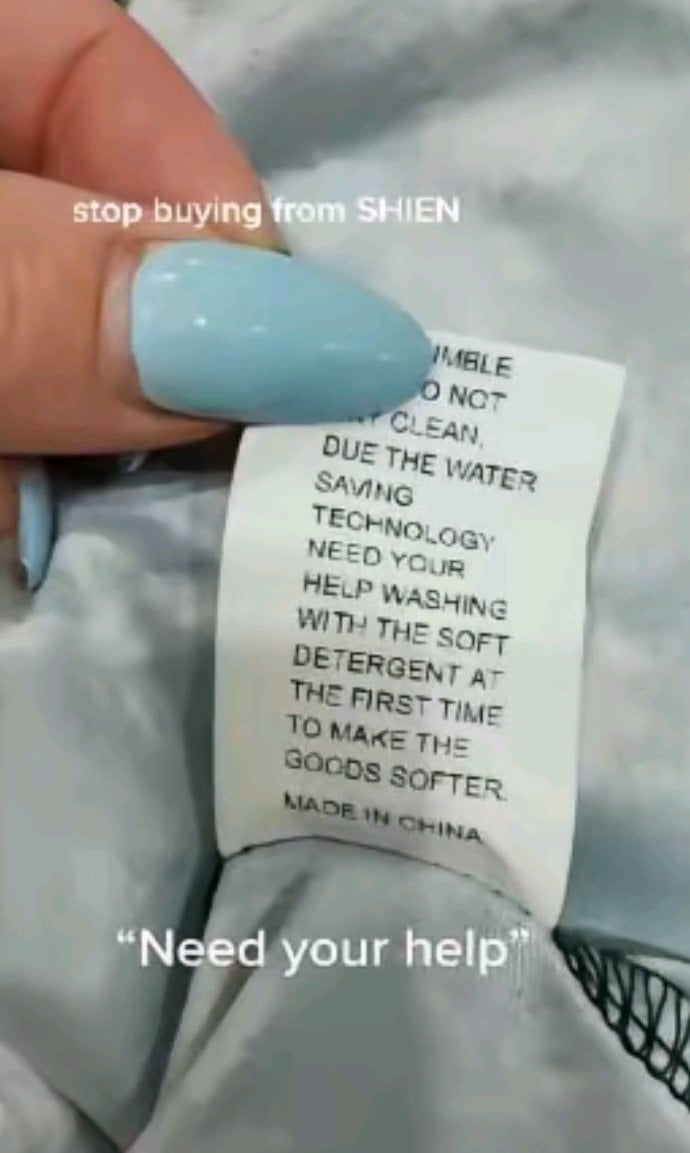 stop buying from SHIEN
O NOT
CLEAN,
DUE THE WATER
SAVING
TECHNOLOGY
NEED YOUR
HELP WASHING
WITH THE SOFT
DETERGENT AT
THE FIRST TIME
TO MAKE THE
GOODS SOFTER.
MADE IN CHINA
“Need your help”